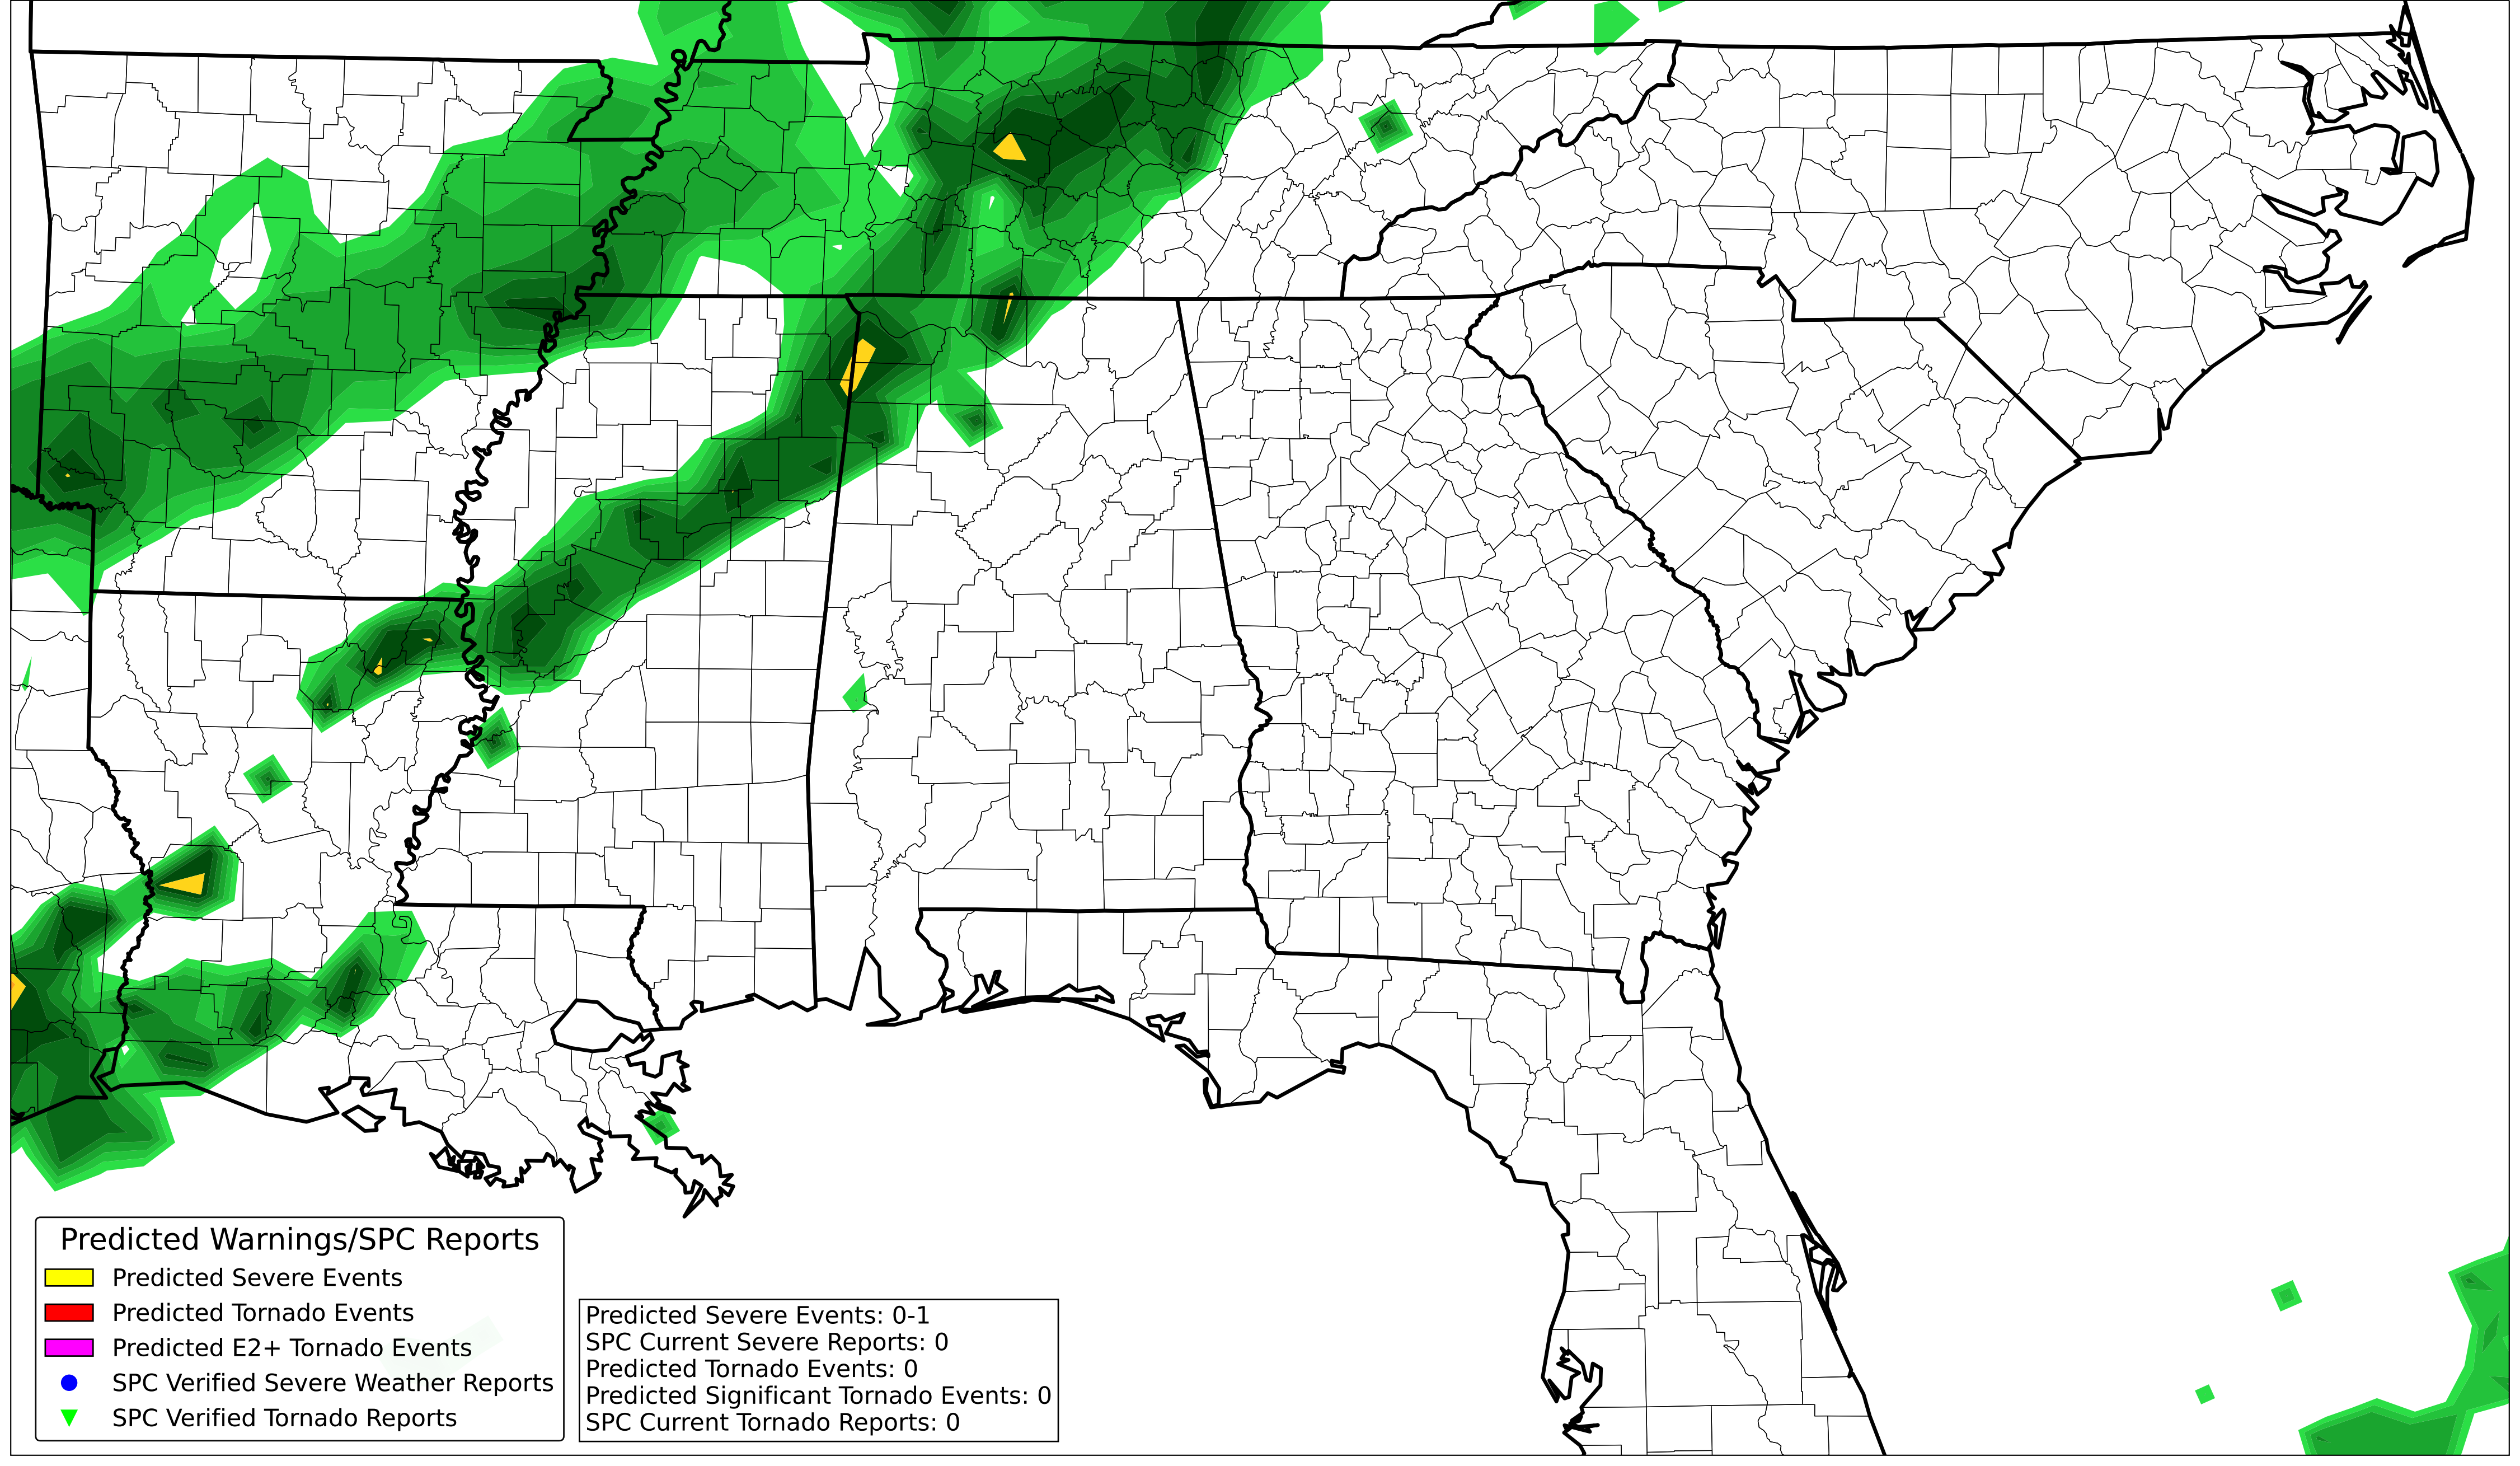 Predicted Warnings/SPC Reports
Predicted Severe Events
Predicted Tornado Events
Predicted E2+ Tornado Events
SPC Verified Severe Weather Reports
SPC Verified Tornado Reports
Predicted Severe Events: 0-1
SPC Current Severe Reports: 0
Predicted Tornado Events: 0
Predicted Significant Tornado Events: 0
SPC Current Tornado Reports: 0